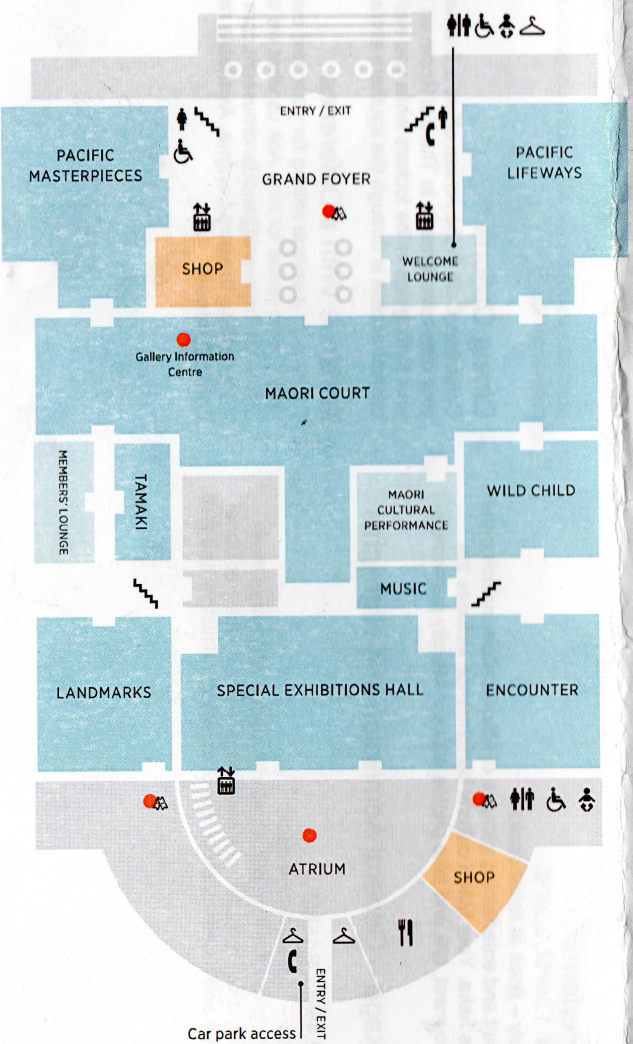 ENTRY / EXIT
PACIFIC
MASTERPIECES
GRAND FOYER
PACIFIC
LIFEWAYS
SHOP
WELCOME
LOUNGE
Gallery Information
Centre
MAORI COURT
MEMBERS' LOUNGE
TAMAKI
MAORI
CULTURAL
PERFORMANCE
WILD CHILD
MUSIC
LANDMARKS
SPECIAL EXHIBITIONS HALL
ENCOUNTER
ATRIUM
SHOP
ENTRY / EXIT
Car park access